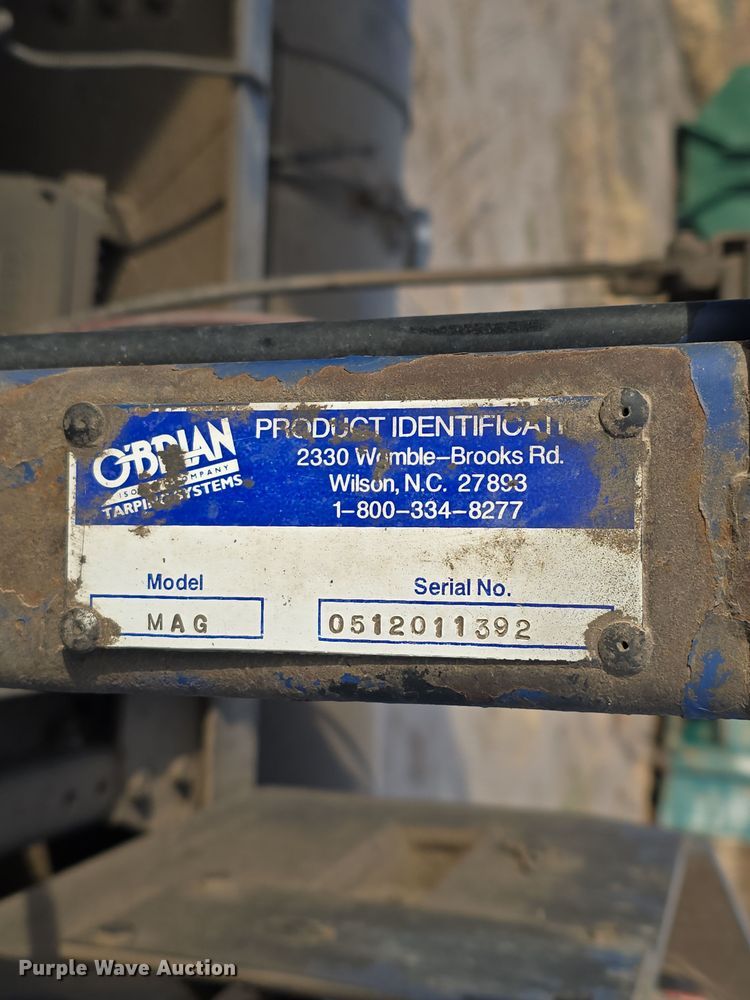 O'BRIAN
COMPANY
TARPING SYSTEMS
PRODUCT IDENTIFICATI
2330 Womble-Brooks Rd.
Wilson, N.C. 27893
1-800-334-8277
Model
Serial No.
MAG
0512011392
Purple Wave Auction